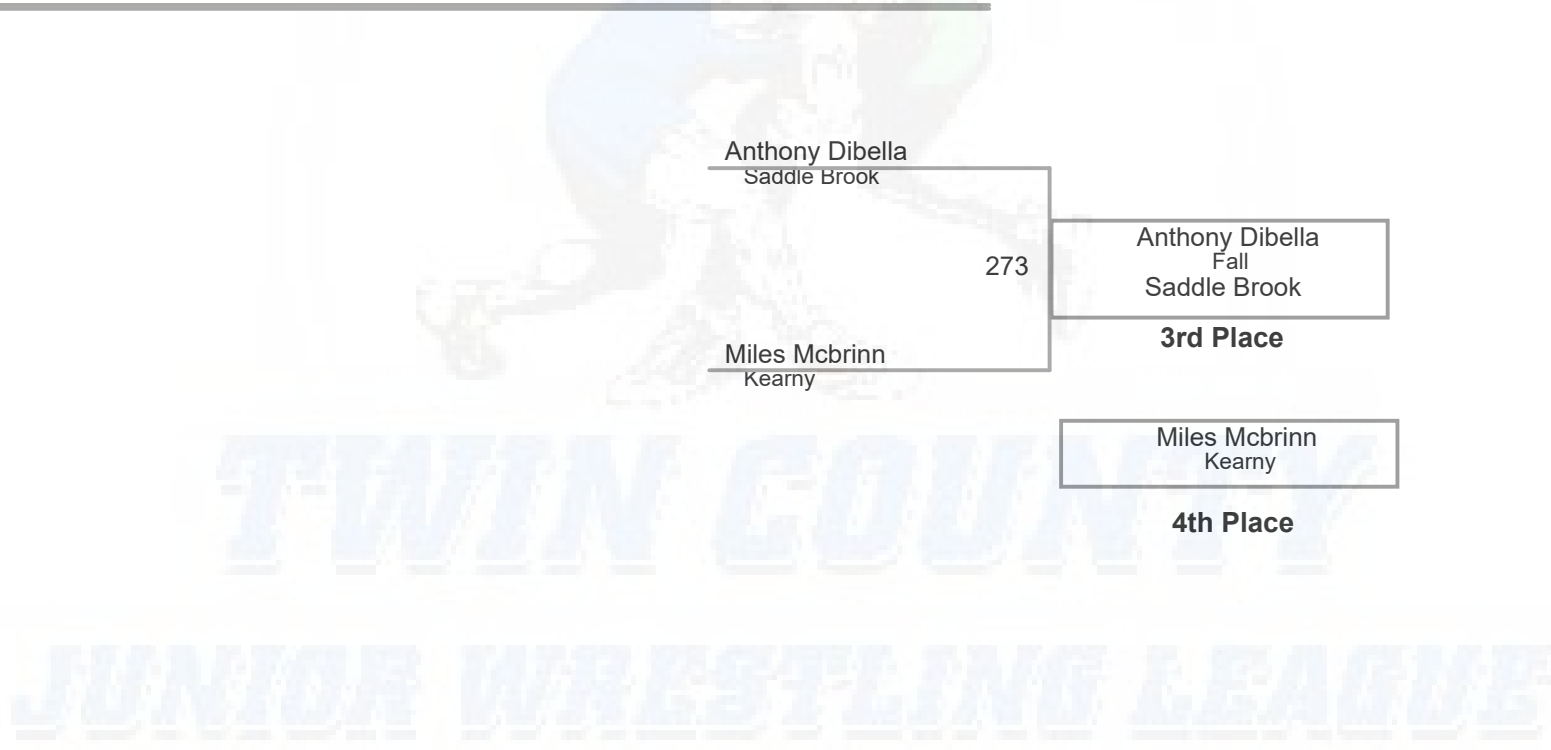 Anthony Dibella
Saddle Brook
Anthony Dibella
Fall
273
Saddle Brook
3rd Place
Miles Mcbrinn
Kearny
Miles Mcbrinn
Kearny
4th Place
TWIN COUNTY
JUNIOR WRESTLING LEAGUE